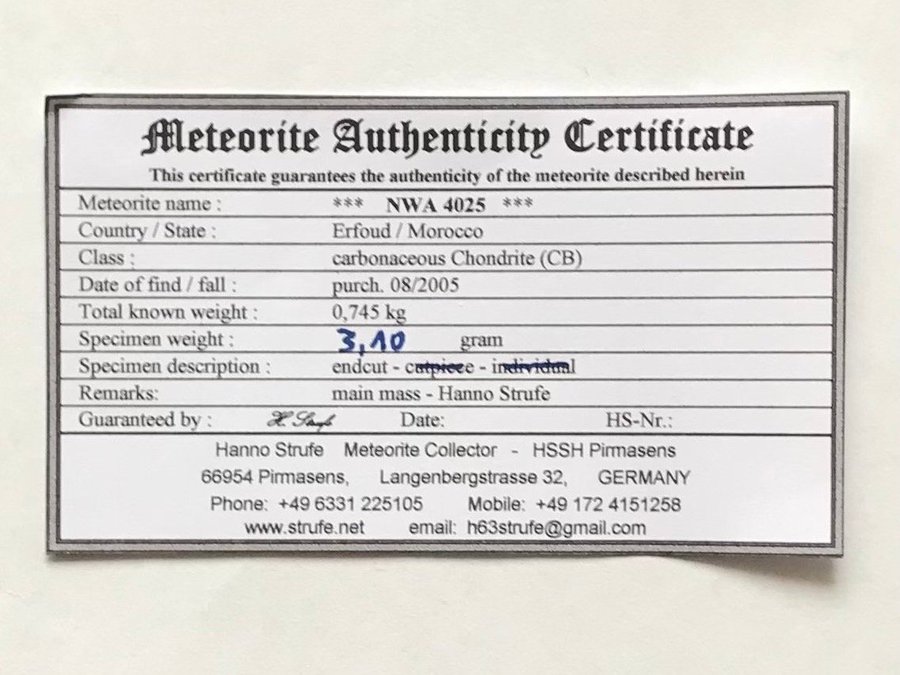 Meteorite Authenticity Certificate
This certificate guarantees the authenticity of the meteorite described herein
Meteorite name : *** NWA 4025 ***
Country / State : Erfoud / Morocco
Class : carbonaceous Chondrite (CB)
Date of find / fall : purch. 08/2005
Total known weight : 0,745 kg
Specimen weight : 3,10 gram
Specimen description : endcut - cutpiece - individual
Remarks: main mass - Hanno Strufe
Guaranteed by : H. Strufe Date: HS-Nr.:
Hanno Strufe Meteorite Collector - HSSH Pirmasens
66954 Pirmasens, Langenbergstrasse 32, GERMANY
Phone: +49 6331 225105 Mobile: +49 172 4151258
www.strufe.net email: h63strufe@gmail.com